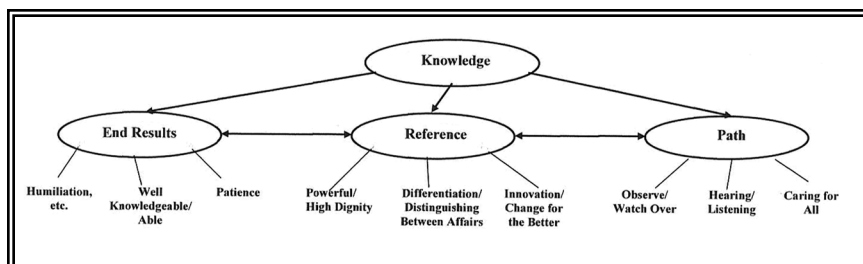 Knowledge
End Results
Reference
Path
Humiliation,
etc.
Well
Knowledgeable/
Able
Patience
Powerful/
High Dignity
Differentiation/
Distinguishing
Between Affairs
Innovation/
Change for
the Better
Observe/
Watch Over
Hearing/
Listening
Caring for
All